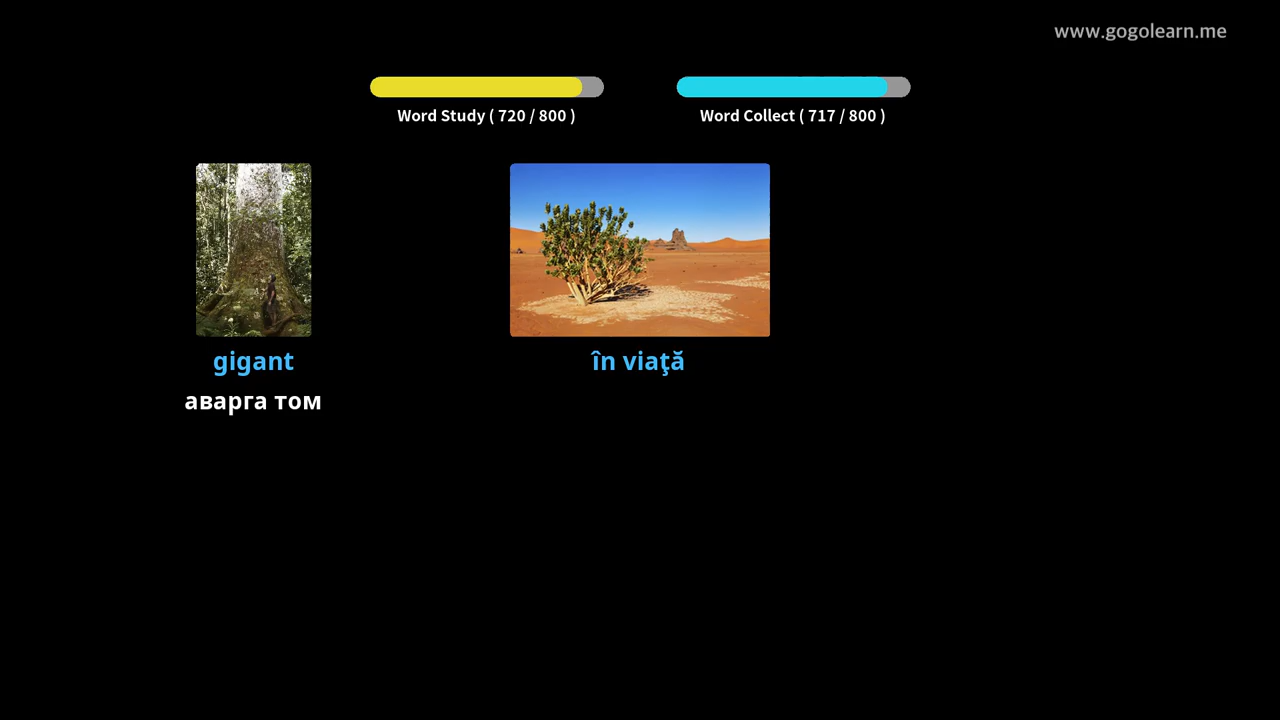 www.gogolearn.me
Word Study ( 720 / 800 )
Word Collect ( 717 / 800 )
gigant
аварга том
în viaţă